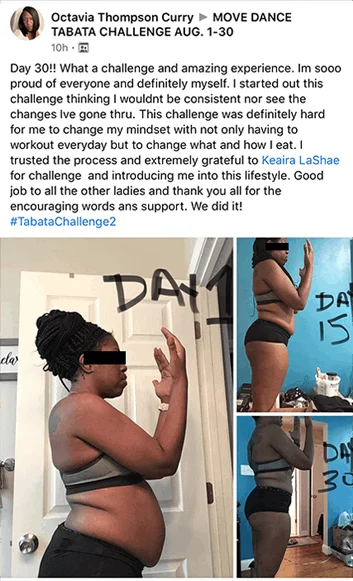 Octavia Thompson Curry ▸ MOVE DANCE
TABATA CHALLENGE AUG. 1-30
10h ·
Day 30!! What a challenge and amazing experience. Im sooo
proud of everyone and definitely myself. I started out this
challenge thinking I wouldnt be consistent nor see the
changes Ive gone thru. This challenge was definitely hard
for me to change my mindset with not only having to
workout everyday but to change what and how I eat. I
trusted the process and extremely grateful to Keaira LaShae
for challenge and introducing me into this lifestyle. Good
job to all the other ladies and thank you all for the
encouraging words ans support. We did it!
#TabataChallenge2
DAY 1
DAY
15
DAY
30